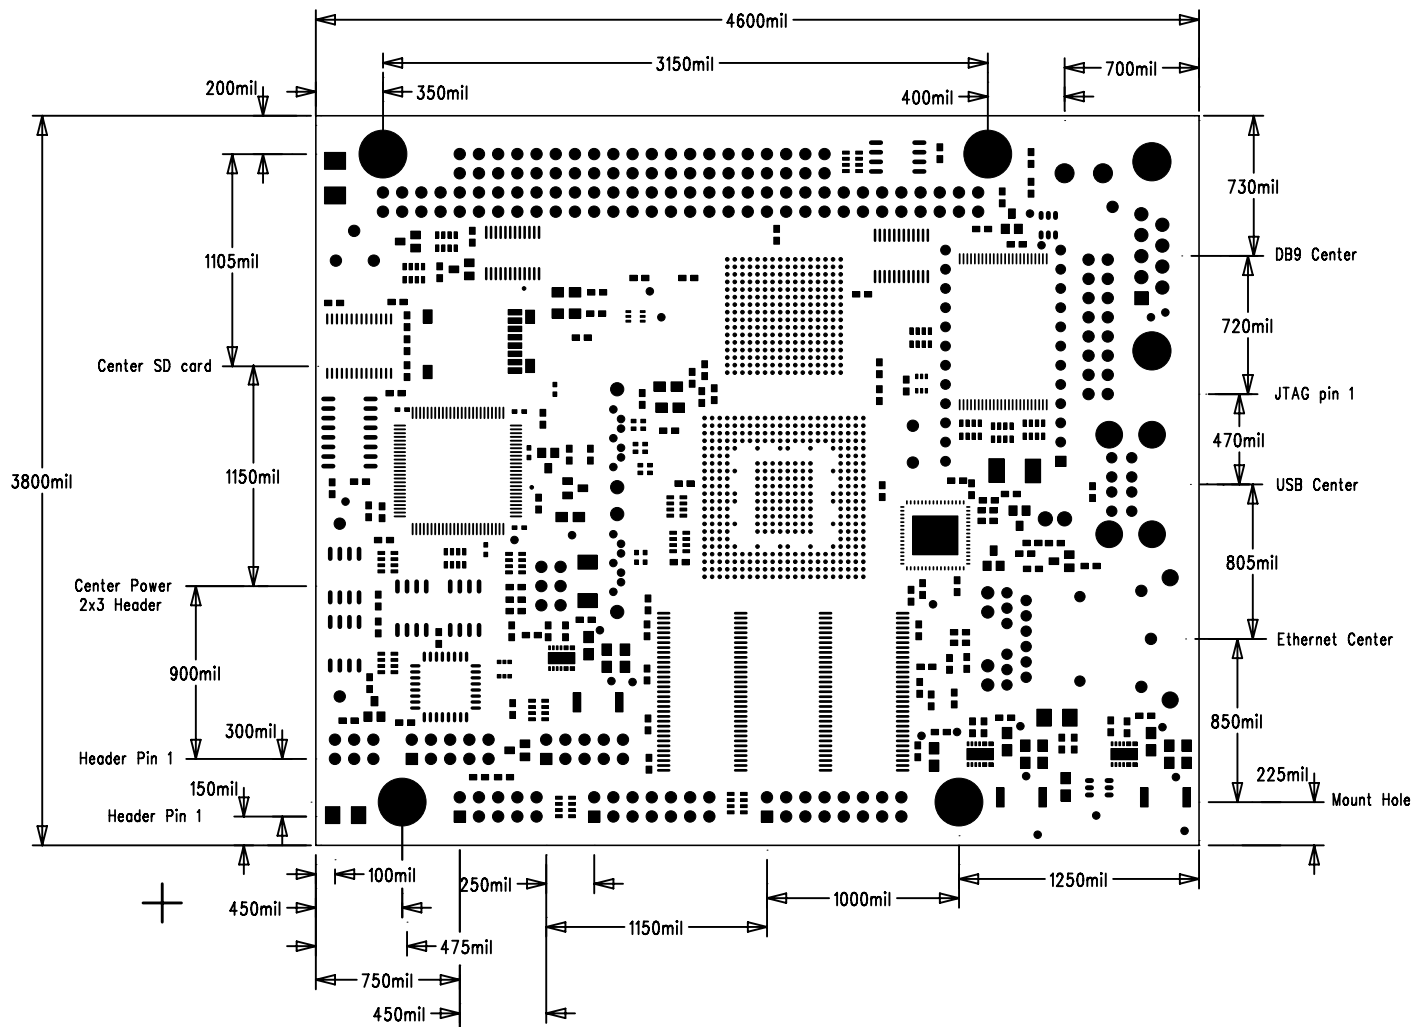 4600mil
3150mil
700mil
200mil
350mil
400mil
730mil
1105mil
DB9 Center
720mil
Center SD card
JTAG pin 1
470mil
1150mil
3800mil
USB Center
805mil
Center Power
2x3 Header
Ethernet Center
900mil
850mil
300mil
Header Pin 1
225mil
150mil
Mount Hole
Header Pin 1
100mil
250mil
1250mil
1000mil
450mil
1150mil
475mil
750mil
450mil